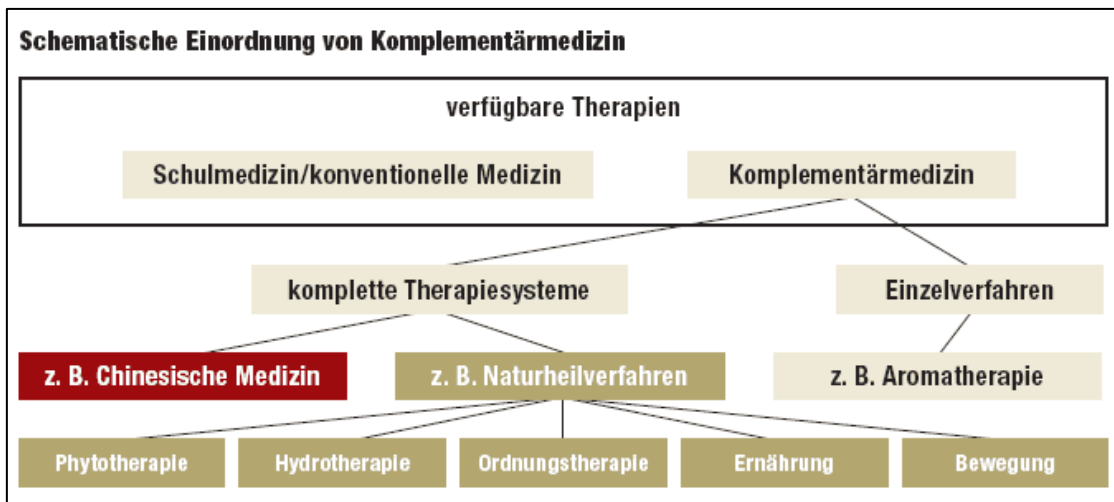 Schematische Einordnung von Komplementärmedizin
verfügbare Therapien
Schulmedizin/konventionelle Medizin
Komplementärmedizin
komplette Therapiesysteme
Einzelverfahren
z. B. Chinesische Medizin
z. B. Naturheilverfahren
z. B. Aromatherapie
Phytotherapie
Hydrotherapie
Ordnungstherapie
Ernährung
Bewegung